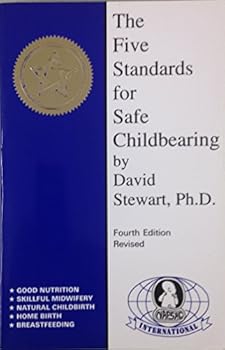 The
Five
Standards
for
Safe
Childbearing
by
David
Stewart, Ph.D.
Fourth Edition
Revised
★ GOOD NUTRITION
★ SKILLFUL MIDWIFERY
★ NATURAL CHILDBIRTH
★ HOME BIRTH
★ BREASTFEEDING
NAPSAC
INTERNATIONAL